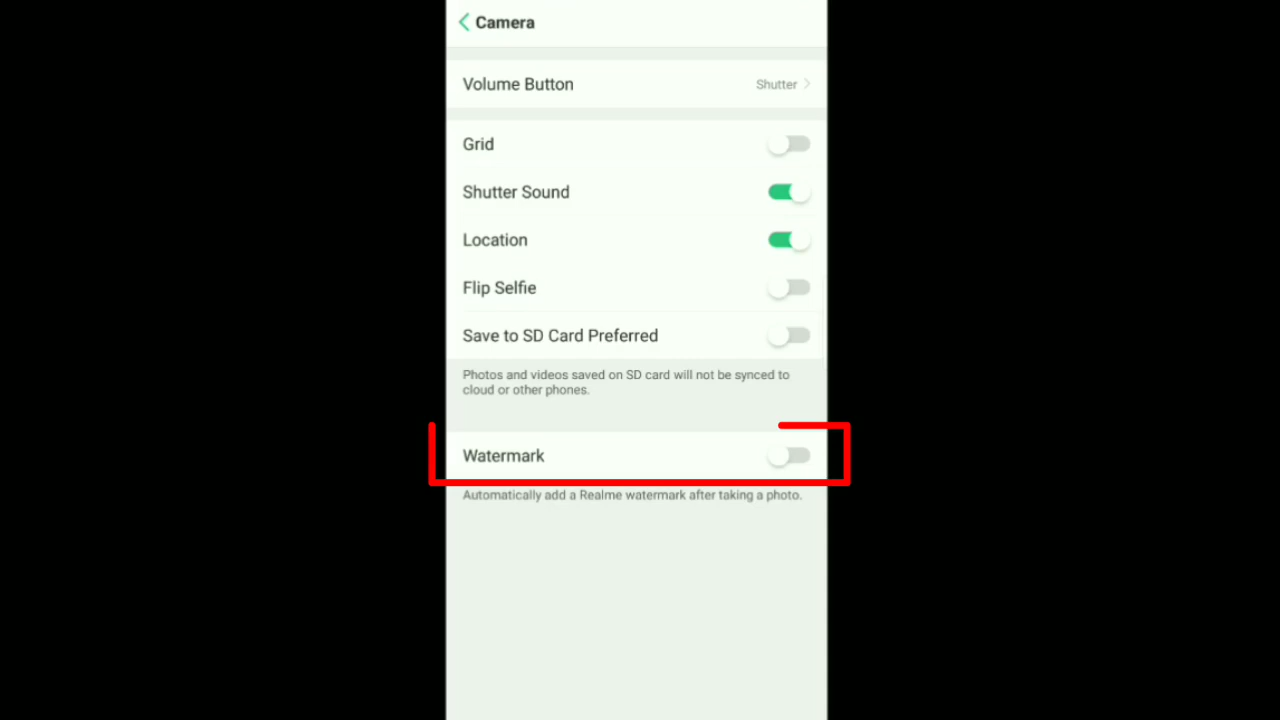 Camera
Volume Button Shutter
Grid
Shutter Sound
Location
Flip Selfie
Save to SD Card Preferred
Photos and videos saved on SD card will not be synced to
cloud or other phones.
Watermark
Automatically add a Realme watermark after taking a photo.